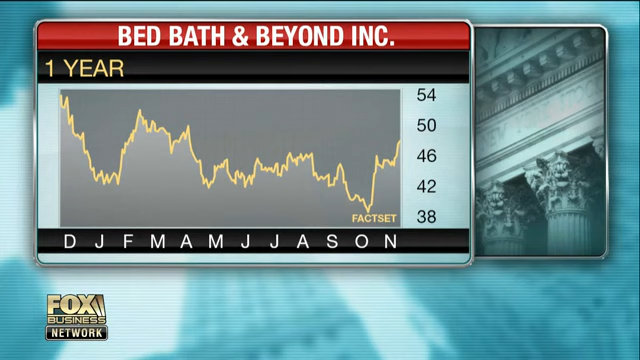 BED BATH & BEYOND INC.
1 YEAR
54
50
46
42
38
FACTSET
D J F M A M J J A S O N
FOX
BUSINESS
NETWORK